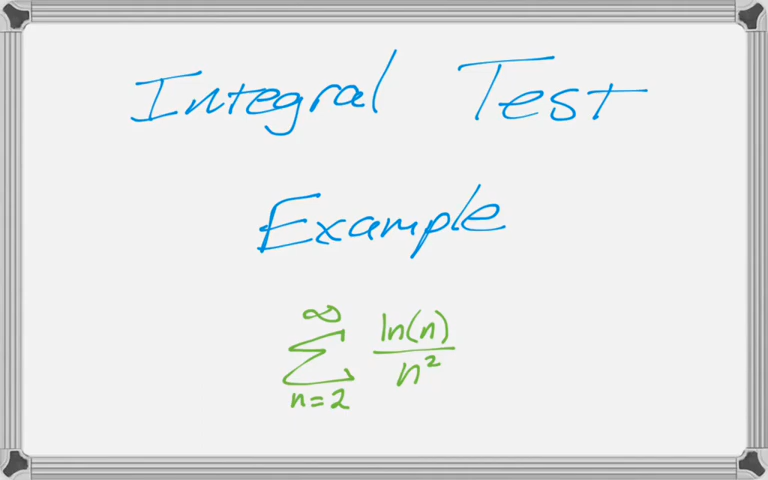 Integral Test
Example
∞
∑ ln(n)/n²
n=2